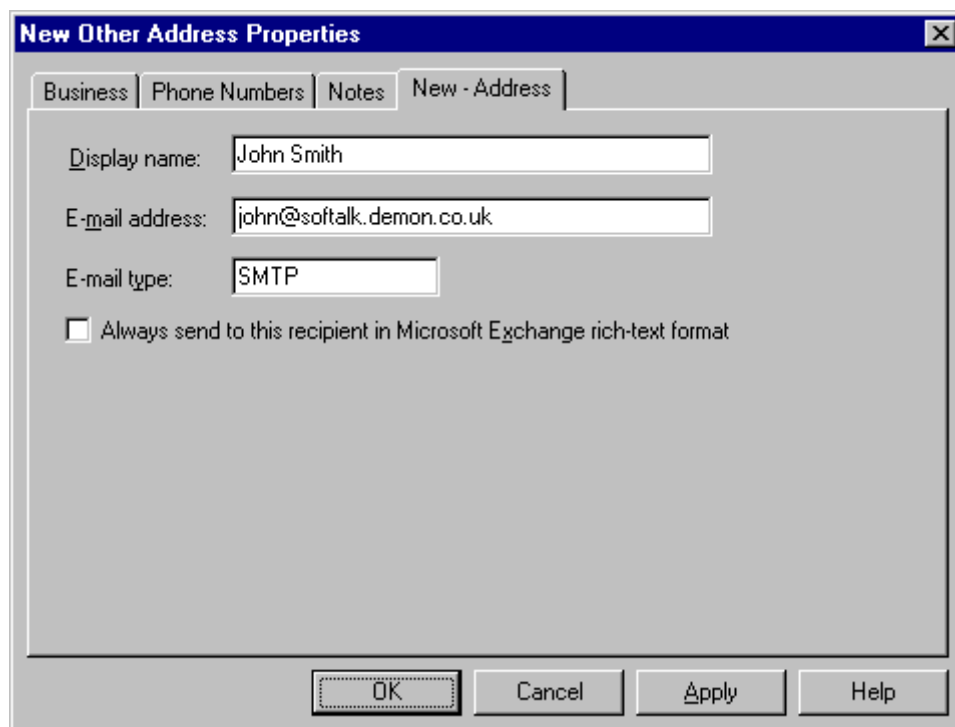 New Other Address Properties
Business Phone Numbers Notes New - Address
Display name: John Smith
E-mail address: john@softalk.demon.co.uk
E-mail type: SMTP
Always send to this recipient in Microsoft Exchange rich-text format
OK Cancel Apply Help